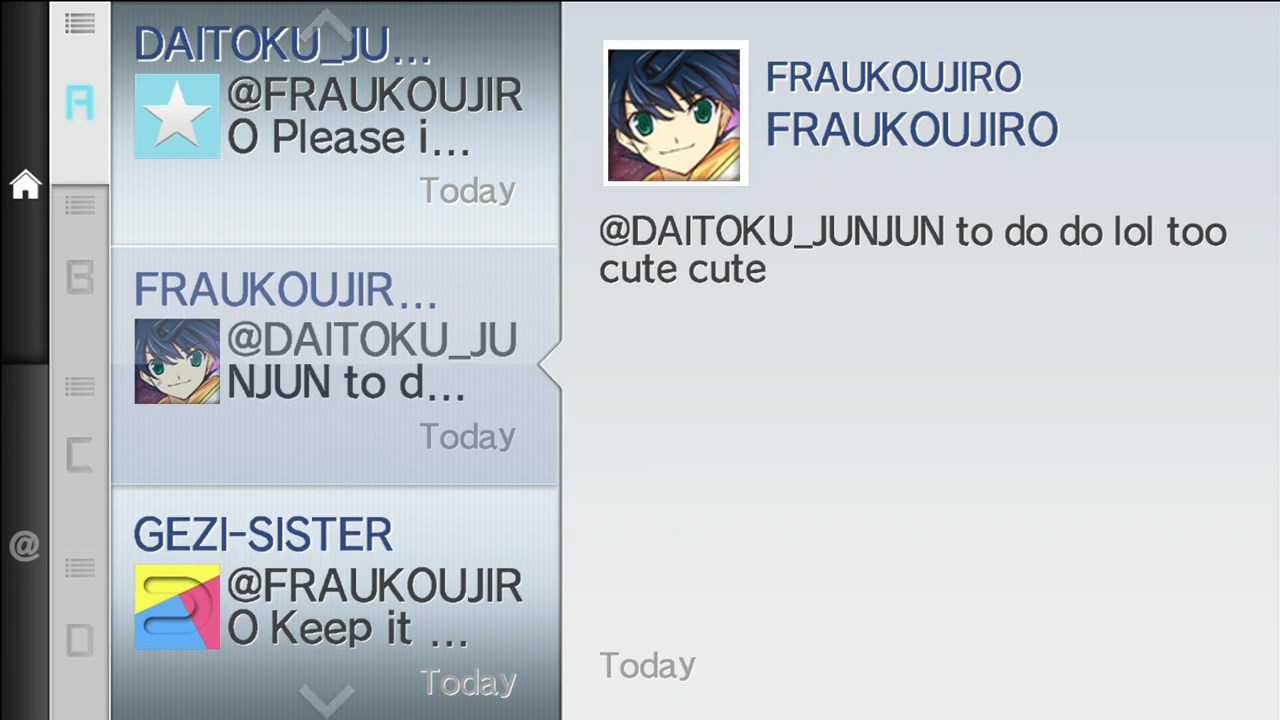 A
B
C
D
@
DAITOKU_JU...
@FRAUKOUJIR
O Please i...
Today
FRAUKOUJIR...
@DAITOKU_JU
NJUN to d...
Today
GEZI-SISTER
@FRAUKOUJIR
O Keep it ...
Today
FRAUKOUJIRO
FRAUKOUJIRO
@DAITOKU_JUNJUN to do do lol too
cute cute
Today